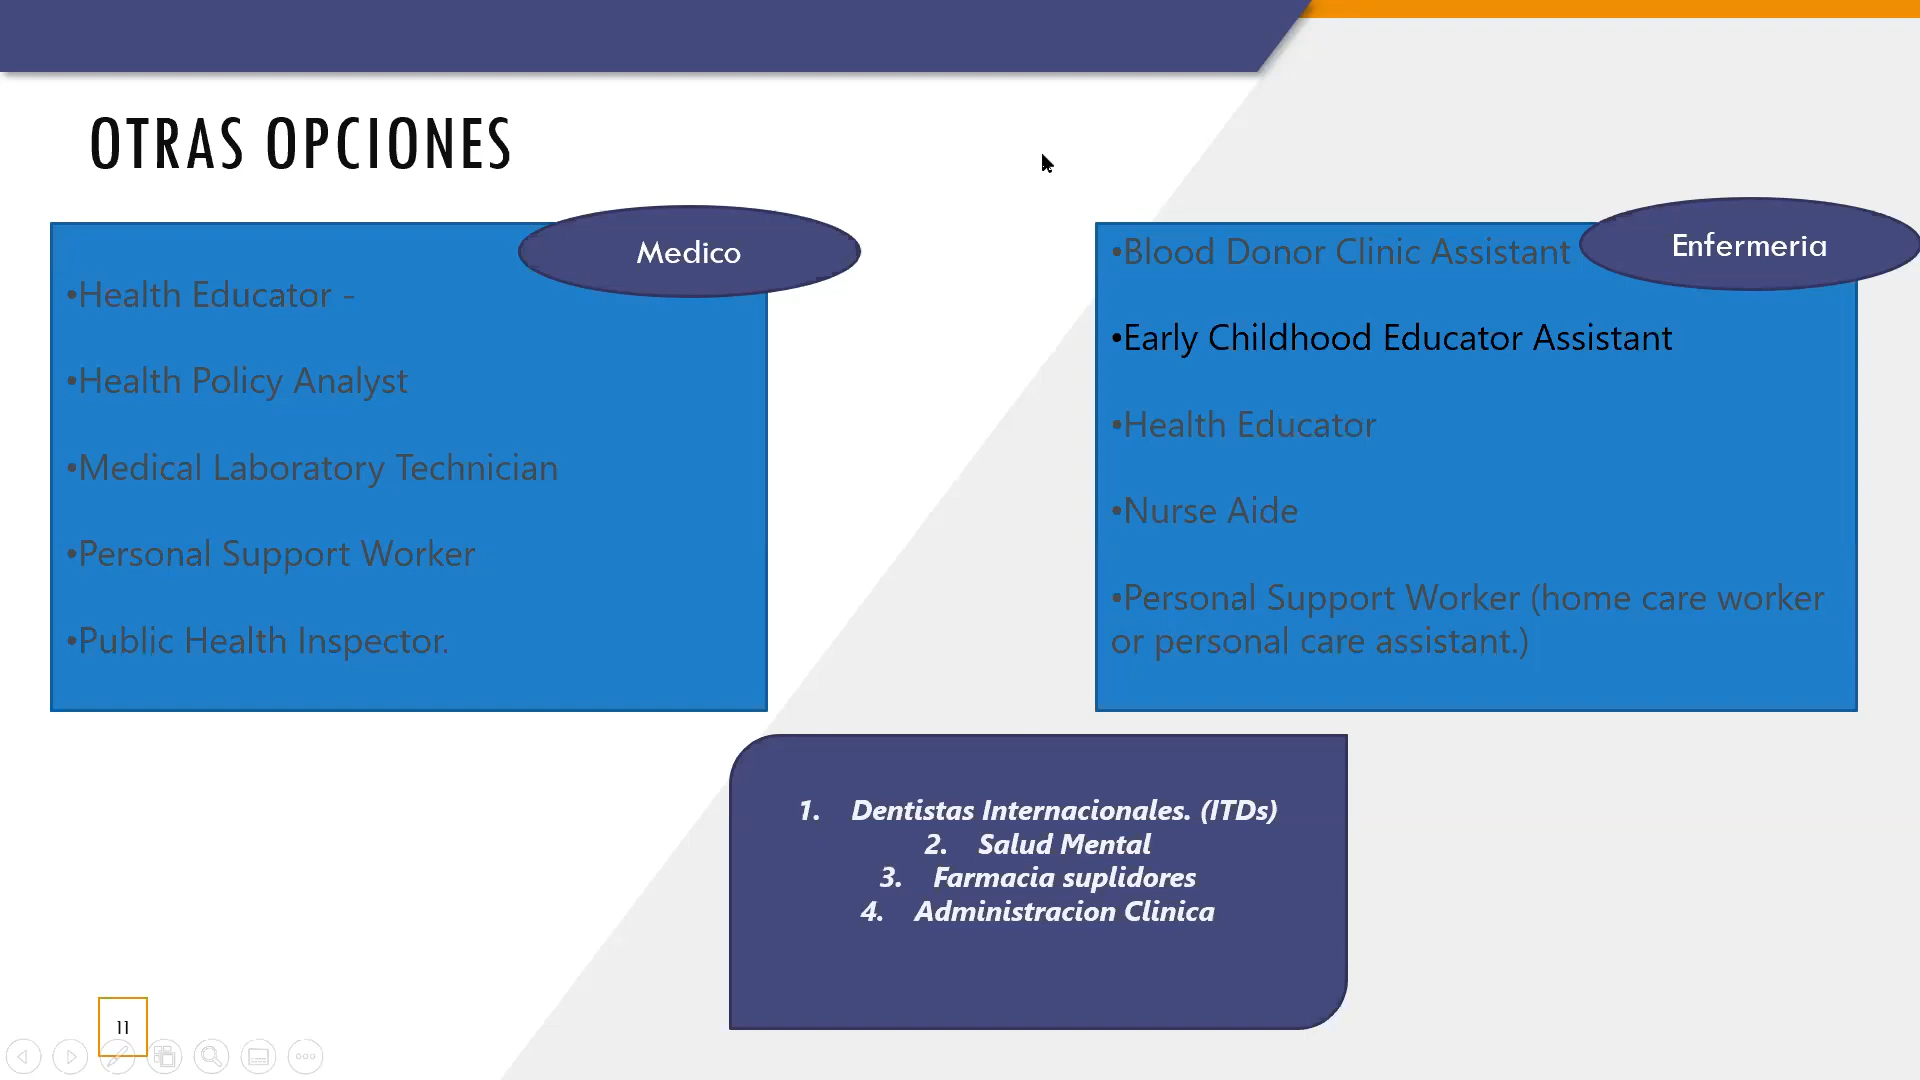 OTRAS OPCIONES
Medico
•Health Educator -
•Health Policy Analyst
•Medical Laboratory Technician
•Personal Support Worker
•Public Health Inspector.
Enfermeria
•Blood Donor Clinic Assistant
•Early Childhood Educator Assistant
•Health Educator
•Nurse Aide
•Personal Support Worker (home care worker
or personal care assistant.)
1. Dentistas Internacionales. (ITDs)
2. Salud Mental
3. Farmacia suplidores
4. Administracion Clinica
11